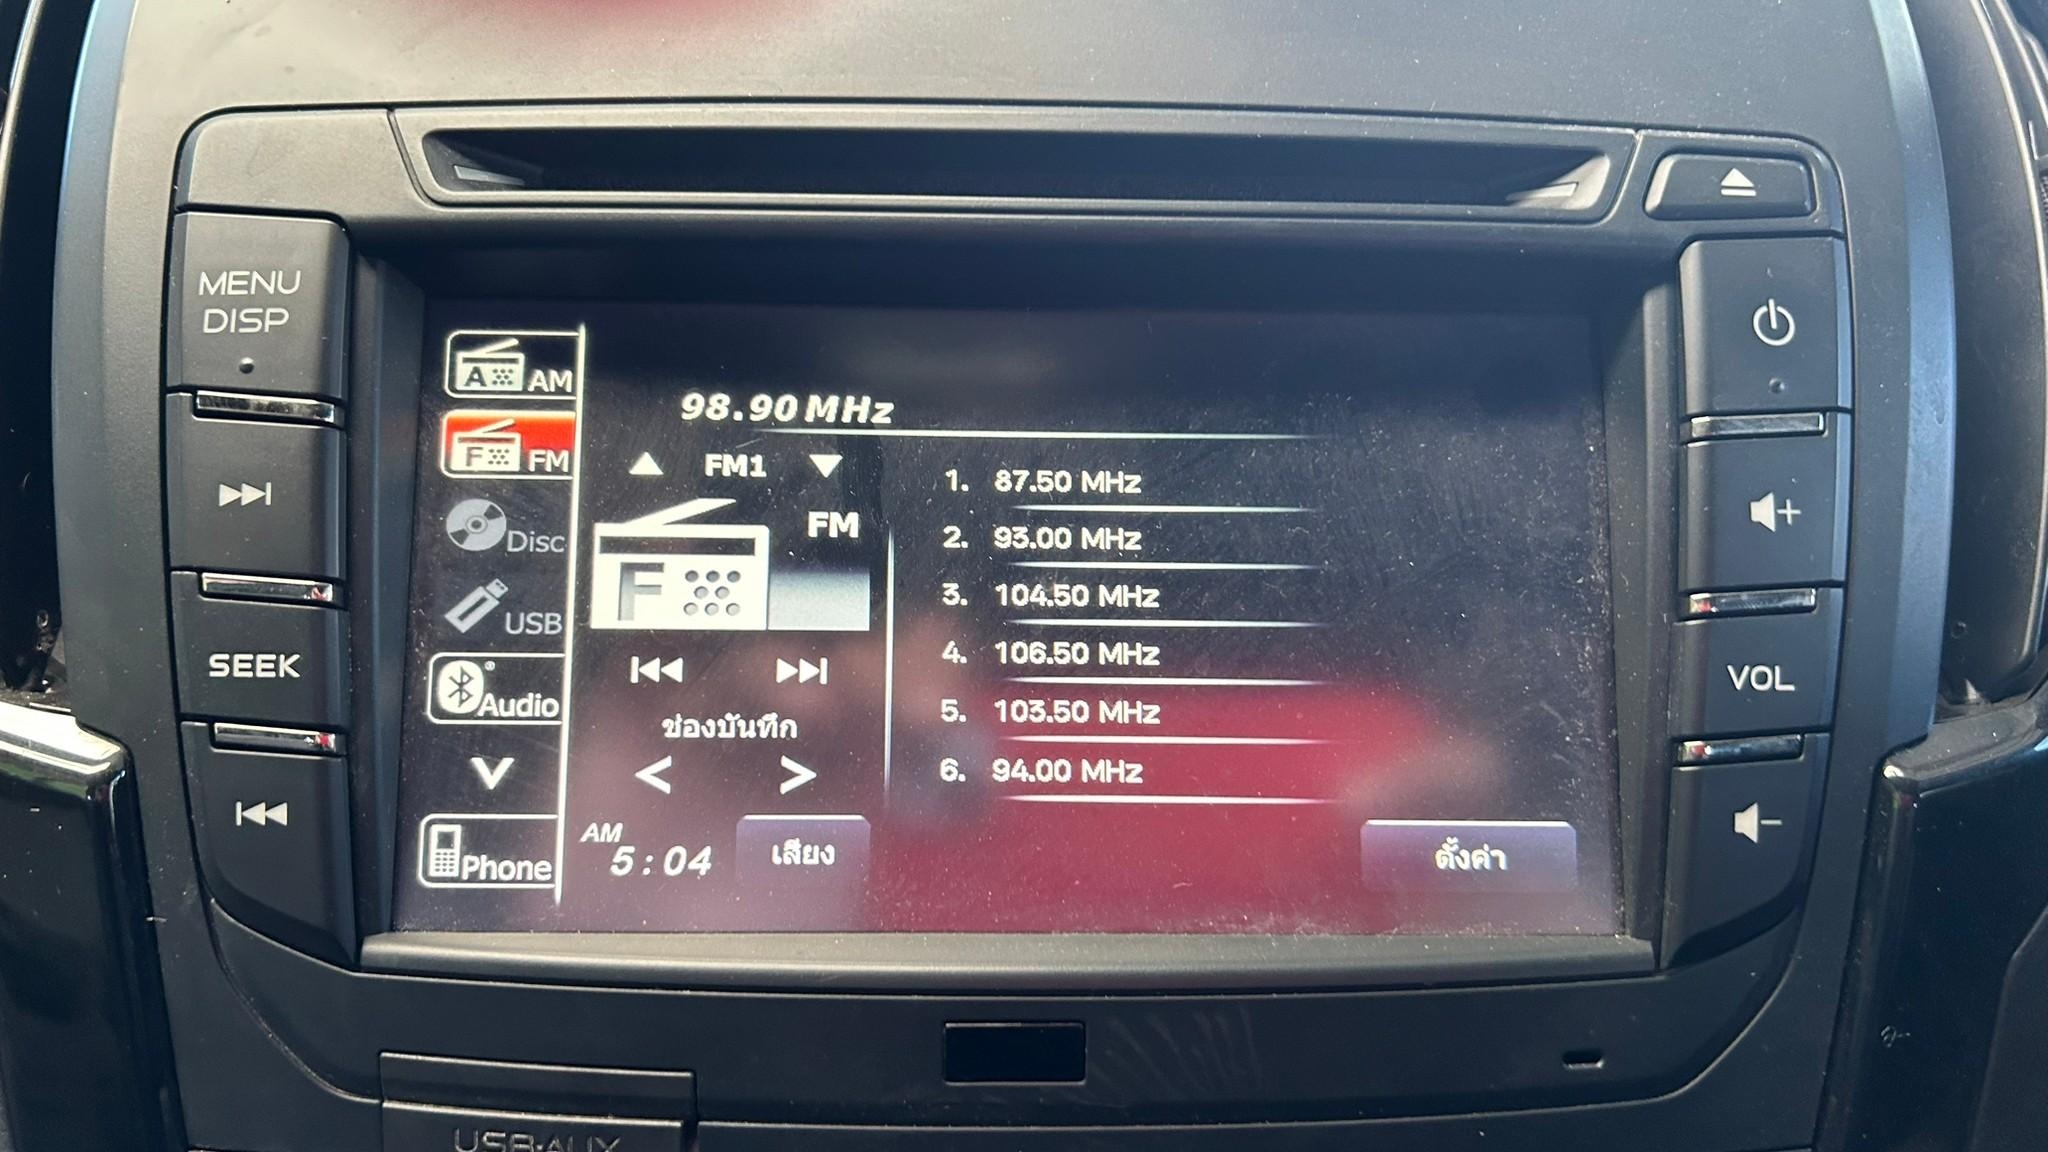 MENU
DISP
SEEK
A AM
F FM
Disc
USB
Audio
Phone
98.90 MHz
FM1
FM
F
ช่องบันทึก
AM
5:04
เสียง
1. 87.50 MHz
2. 93.00 MHz
3. 104.50 MHz
4. 106.50 MHz
5. 103.50 MHz
6. 94.00 MHz
ตั้งค่า
VOL
USB·AUX